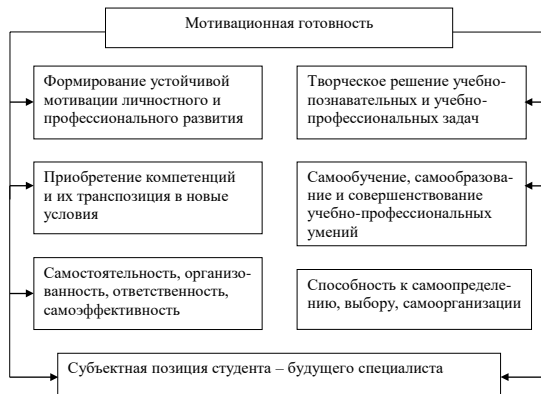 Мотивационная готовность
Формирование устойчивой
мотивации личностного и
профессионального развития
Творческое решение учебно-
познавательных и учебно-
профессиональных задач
Приобретение компетенций
и их транспозиция в новые
условия
Самообучение, самообразова-
ние и совершенствование
учебно-профессиональных
умений
Самостоятельность, организо-
ванность, ответственность,
самоэффективность
Способность к самоопределе-
нию, выбору, самоорганизации
Субъектная позиция студента – будущего специалиста